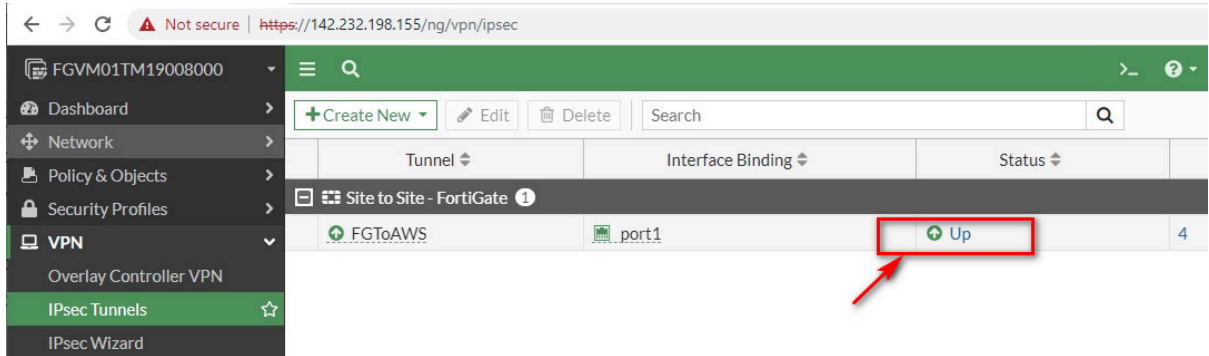 Not secure | https://142.232.198.155/ng/vpn/ipsec
FGVM01TM19008000
Dashboard
Network
Policy & Objects
Security Profiles
VPN
Overlay Controller VPN
IPsec Tunnels
IPsec Wizard
>_ ?
+Create New Edit Delete Search
Tunnel Interface Binding Status
Site to Site - FortiGate 1
FGToAWS port1 Up 4